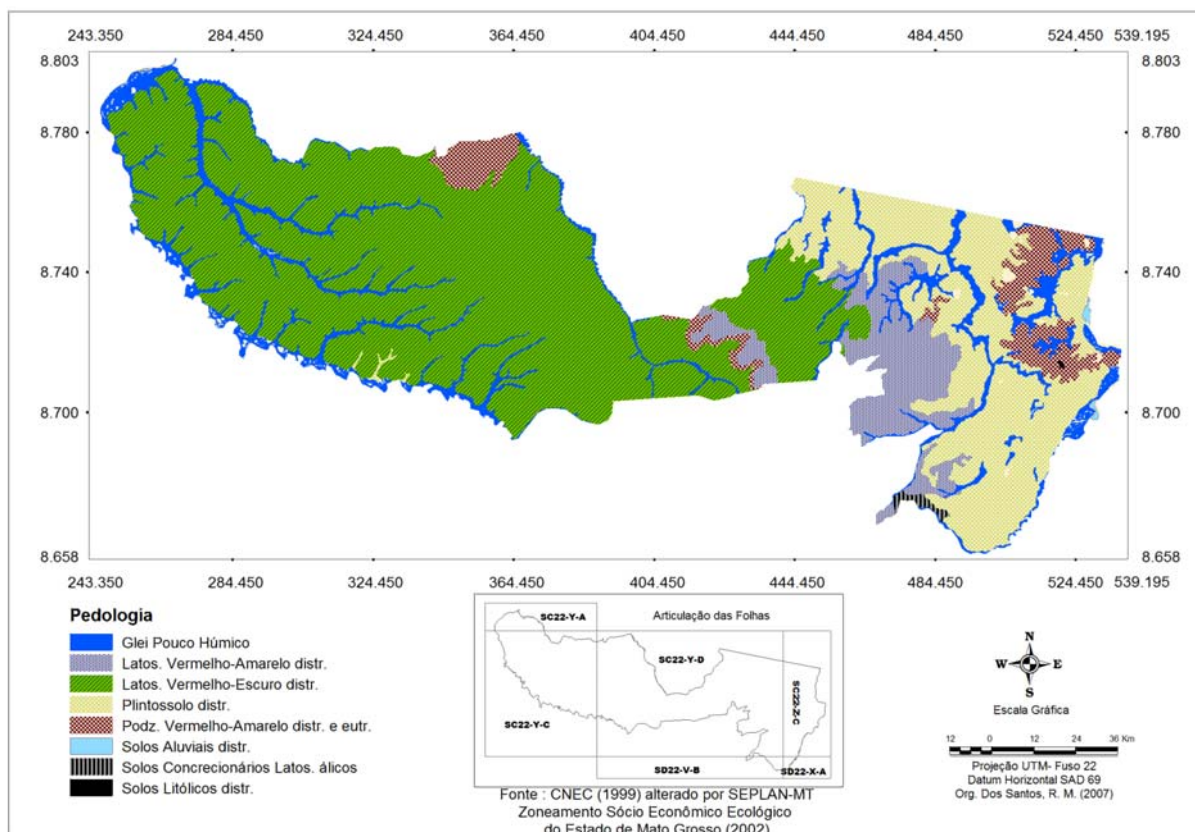 243.350 284.450 324.450 364.450 404.450 444.450 484.450 524.450 539.195
8.803 8.803
8.780 8.780
8.740 8.740
8.700 8.700
8.658 8.658
243.350 284.450 324.450 364.450 404.450 444.450 484.450 524.450 539.195
Pedologia
Glei Pouco Húmico
Latos. Vermelho-Amarelo distr.
Latos. Vermelho-Escuro distr.
Plintossolo distr.
Podz. Vermelho-Amarelo distr. e eutr.
Solos Aluviais distr.
Solos Concrecionários Latos. álicos
Solos Litólicos distr.
Articulação das Folhas
SC22-Y-A
SC22-Y-D
SC22-Z-C
SC22-Y-C
SD22-V-B
SD22-X-A
Fonte : CNEC (1999) alterado por SEPLAN-MT
Zoneamento Sócio Econômico Ecológico
do Estado de Mato Grosso (2002)
N
W E
S
Escala Gráfica
12 0 12 24 36 Km
Projeção UTM- Fuso 22
Datum Horizontal SAD 69
Org. Dos Santos, R. M. (2007)